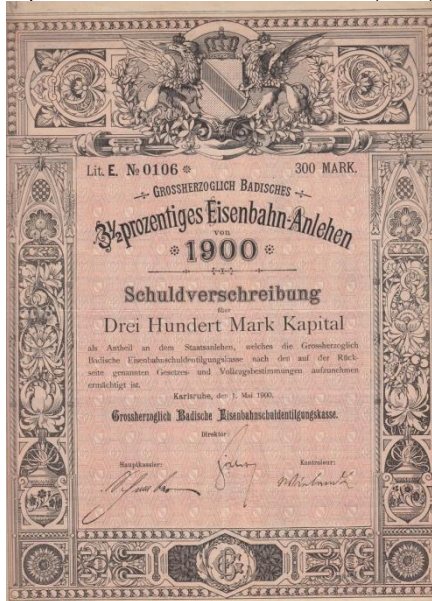 Lit. E. № 0106 300 MARK.
GROSSHERZOGLICH BADISCHES
3½ prozentiges Eisenbahn-Anlehen
von
1900
Schuldverschreibung
über
Drei Hundert Mark Kapital
als Antheil an dem Staatsanlehen, welches die Grossherzoglich
Badische Eisenbahnschuldentilgungskasse nach den auf der Rück-
seite genannten Gesetzes- und Vollzugsbestimmungen aufzunehmen
ermächtigt ist.
Karlsruhe, den 1. Mai 1900.
Grossherzoglich Badische Eisenbahnschuldentilgungskasse.
Direktor:
Hauptkassier: Kontroleur: